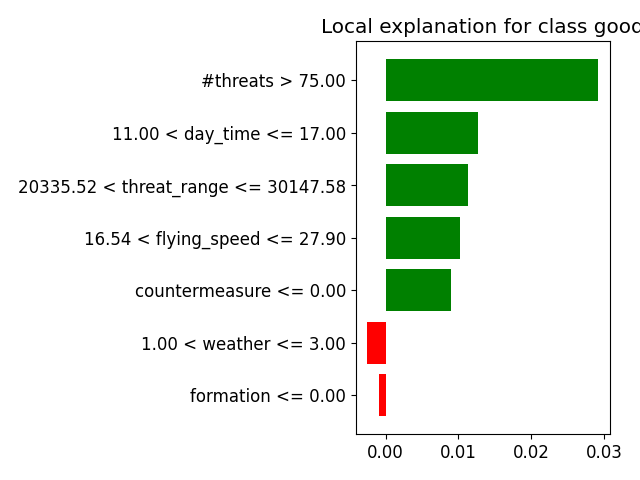 Local explanation for class good
#threats > 75.00
11.00 < day_time <= 17.00
20335.52 < threat_range <= 30147.58
16.54 < flying_speed <= 27.90
countermeasure <= 0.00
1.00 < weather <= 3.00
formation <= 0.00
0.00 0.01 0.02 0.03